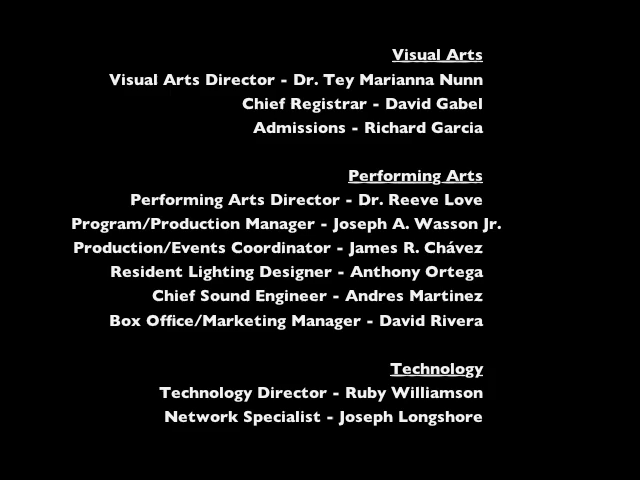 Visual Arts
Visual Arts Director - Dr. Tey Marianna Nunn
Chief Registrar - David Gabel
Admissions - Richard Garcia
Performing Arts
Performing Arts Director - Dr. Reeve Love
Program/Production Manager - Joseph A. Wasson Jr.
Production/Events Coordinator - James R. Chávez
Resident Lighting Designer - Anthony Ortega
Chief Sound Engineer - Andres Martinez
Box Office/Marketing Manager - David Rivera
Technology
Technology Director - Ruby Williamson
Network Specialist - Joseph Longshore